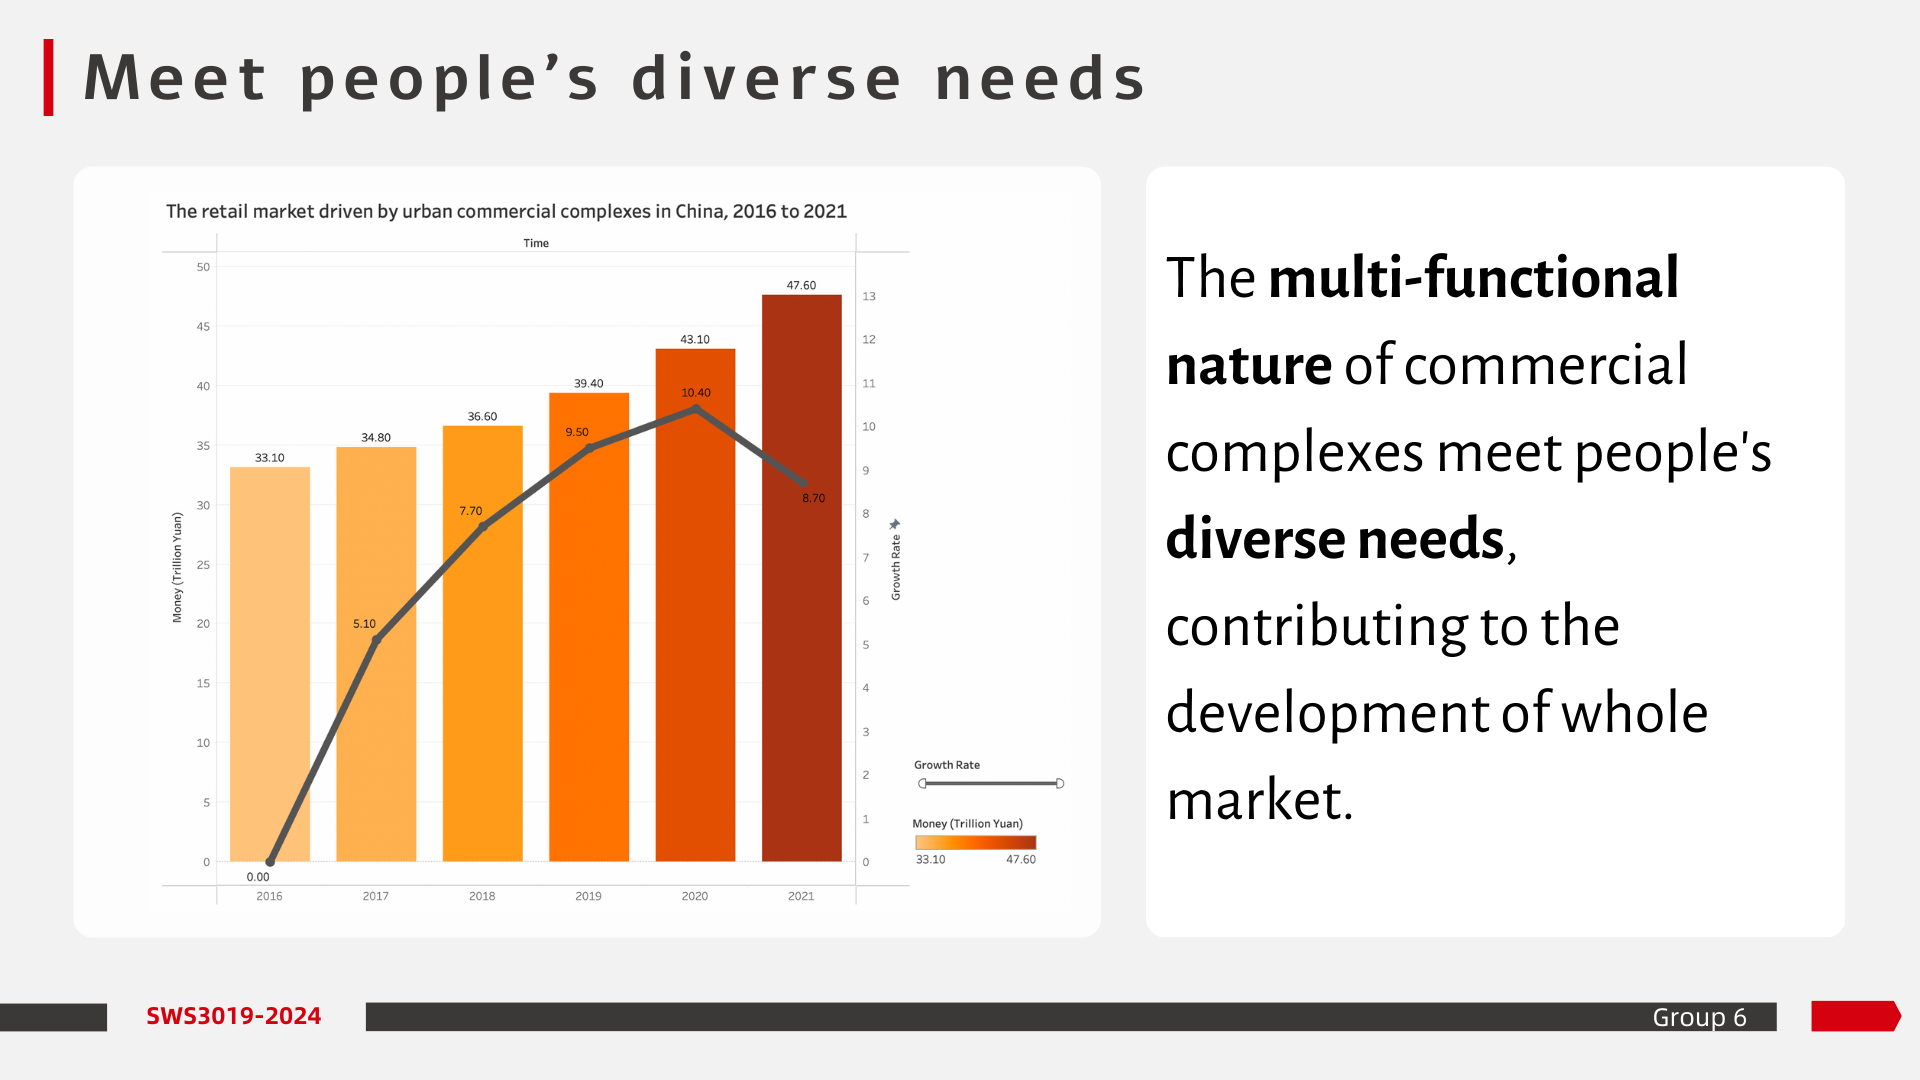 Meet people’s diverse needs
The retail market driven by urban commercial complexes in China, 2016 to 2021
Time
50
45
40
35
30
25
20
15
10
5
0
Money (Trillion Yuan)
33.10
34.80
36.60
39.40
43.10
47.60
0.00
5.10
7.70
9.50
10.40
8.70
13
12
11
10
9
8
7
6
5
4
3
2
1
0
Growth Rate
2016
2017
2018
2019
2020
2021
Growth Rate
Money (Trillion Yuan)
33.10 47.60
The multi-functional
nature of commercial
complexes meet people's
diverse needs,
contributing to the
development of whole
market.
SWS3019-2024
Group 6